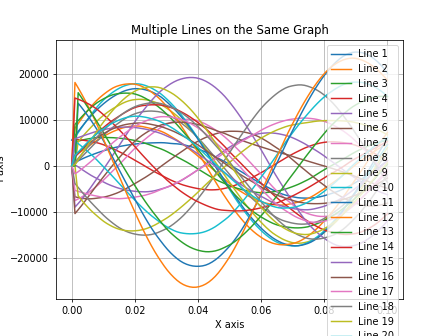 Multiple Lines on the Same Graph
20000
10000
0
−10000
−20000
0.00
0.02
0.04
0.06
X axis
Line 1
Line 2
Line 3
Line 4
Line 5
Line 6
Line 7
Line 8
Line 9
Line 10
Line 11
Line 12
Line 13
Line 14
Line 15
Line 16
Line 17
Line 18
Line 19
Line 20